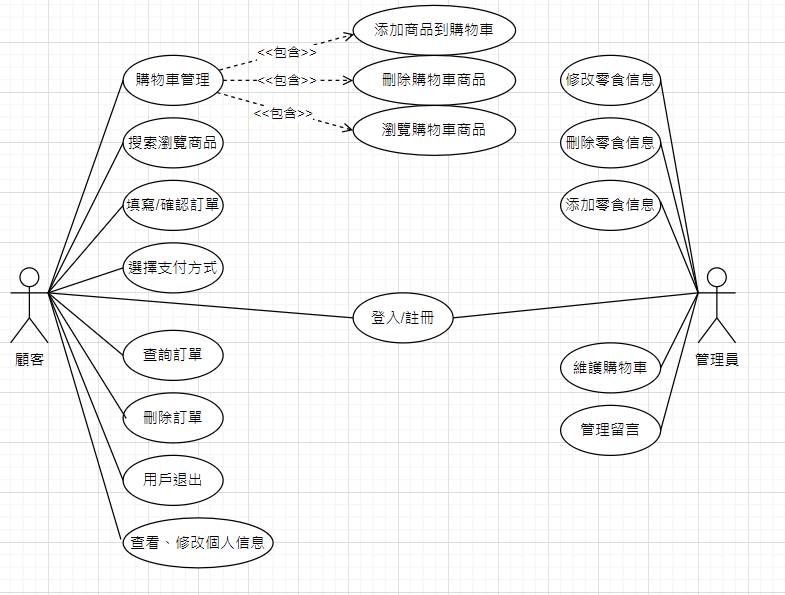 添加商品到購物車
<<包含>>
購物車管理
<<包含>>
刪除購物車商品
修改零食信息
<<包含>>
瀏覽購物車商品
搜索瀏覽商品
刪除零食信息
填寫/確認訂單
添加零食信息
選擇支付方式
登入/註冊
顧客
查詢訂單
管理員
維護購物車
刪除訂單
管理留言
用戶退出
查看、修改個人信息